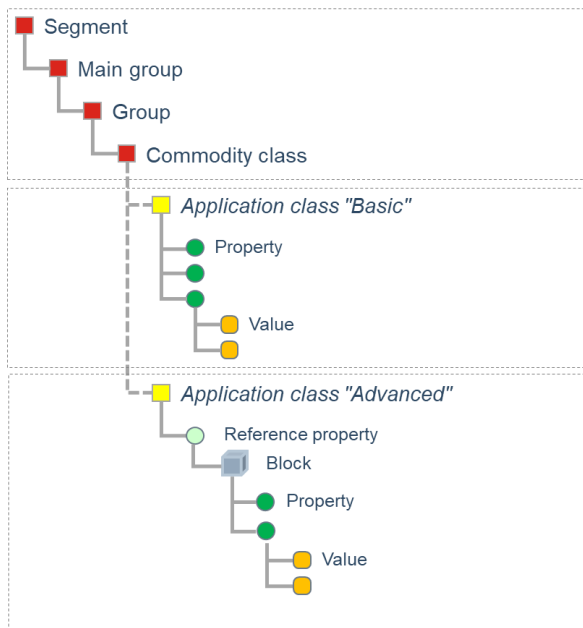 Segment
Main group
Group
Commodity class
Application class "Basic"
Property
Value
Application class "Advanced"
Reference property
Block
Property
Value